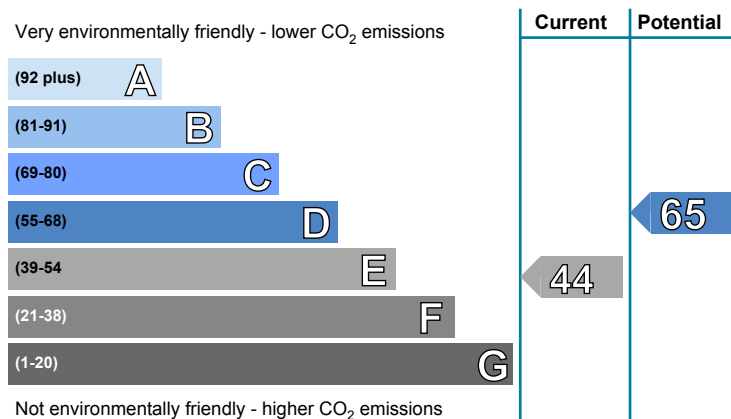 Current Potential
Very environmentally friendly - lower CO2 emissions
(92 plus) A
(81-91) B
(69-80) C
(55-68) D
65
(39-54 E
44
(21-38) F
(1-20) G
Not environmentally friendly - higher CO2 emissions